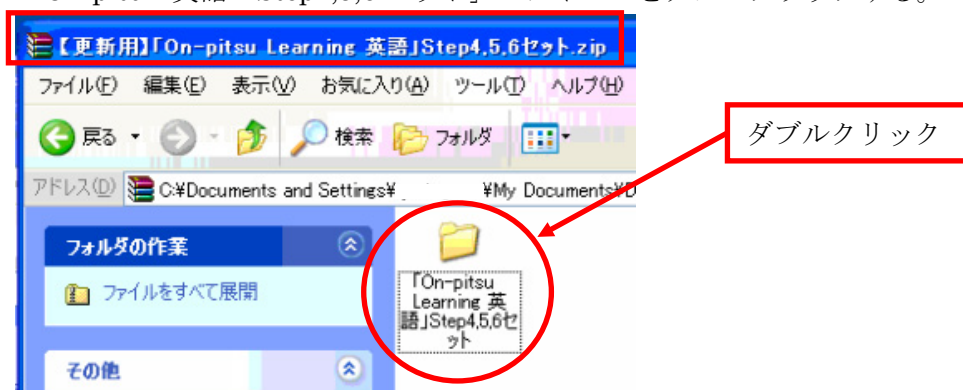 【更新用】「On-pitsu Learning 英語」Step4,5,6セット.zip
ファイル(F) 編集(E) 表示(V) お気に入り(A) ツール(T) ヘルプ(H)
戻る 検索 フォルダ
ダブルクリック
アドレス(D) C:¥Documents and Settings¥ ¥My Documents¥D
フォルダの作業
ファイルをすべて展開
「On-pitsu
Learning 英
語」Step4,5,6セ
ット
その他